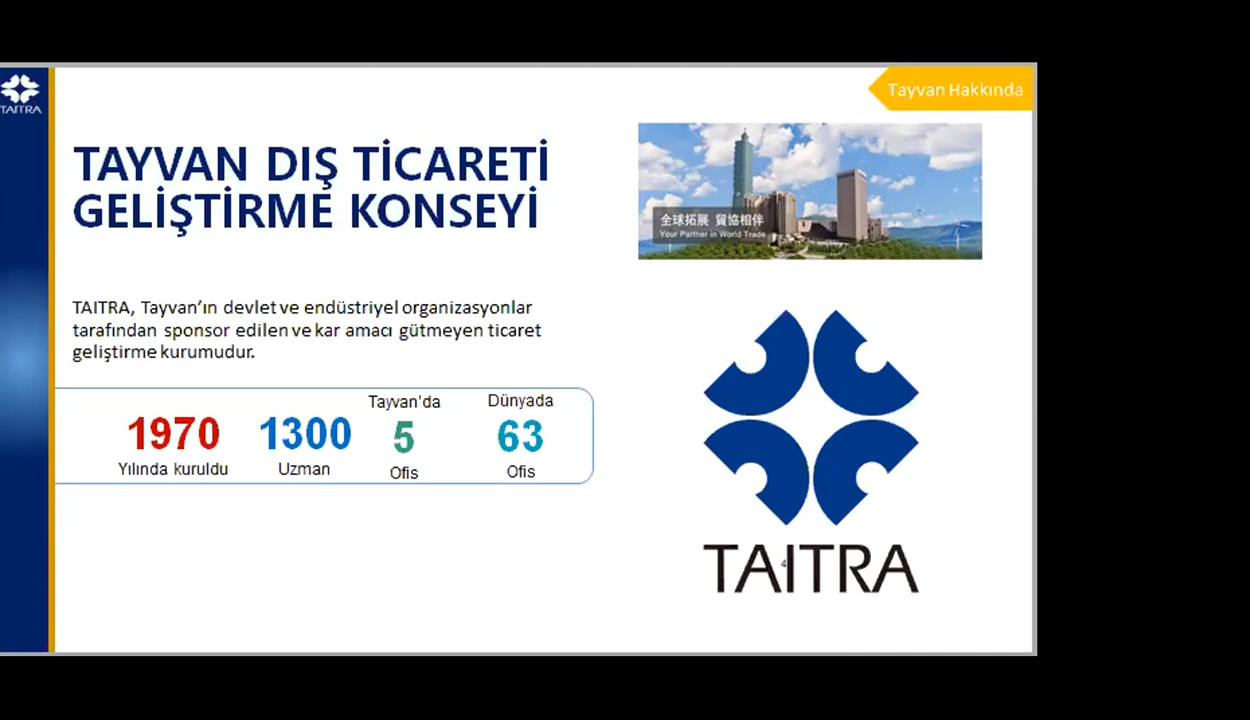 TAITRA
Tayvan Hakkında
TAYVAN DIŞ TİCARETİ
GELİŞTİRME KONSEYİ
全球拓展 貿協相伴
Your Partner in World Trade
TAITRA, Tayvan’ın devlet ve endüstriyel organizasyonlar
tarafından sponsor edilen ve kar amacı gütmeyen ticaret
geliştirme kurumudur.
1970
Yılında kuruldu
1300
Uzman
Tayvan'da
5
Ofis
Dünyada
63
Ofis
TAITRA
4